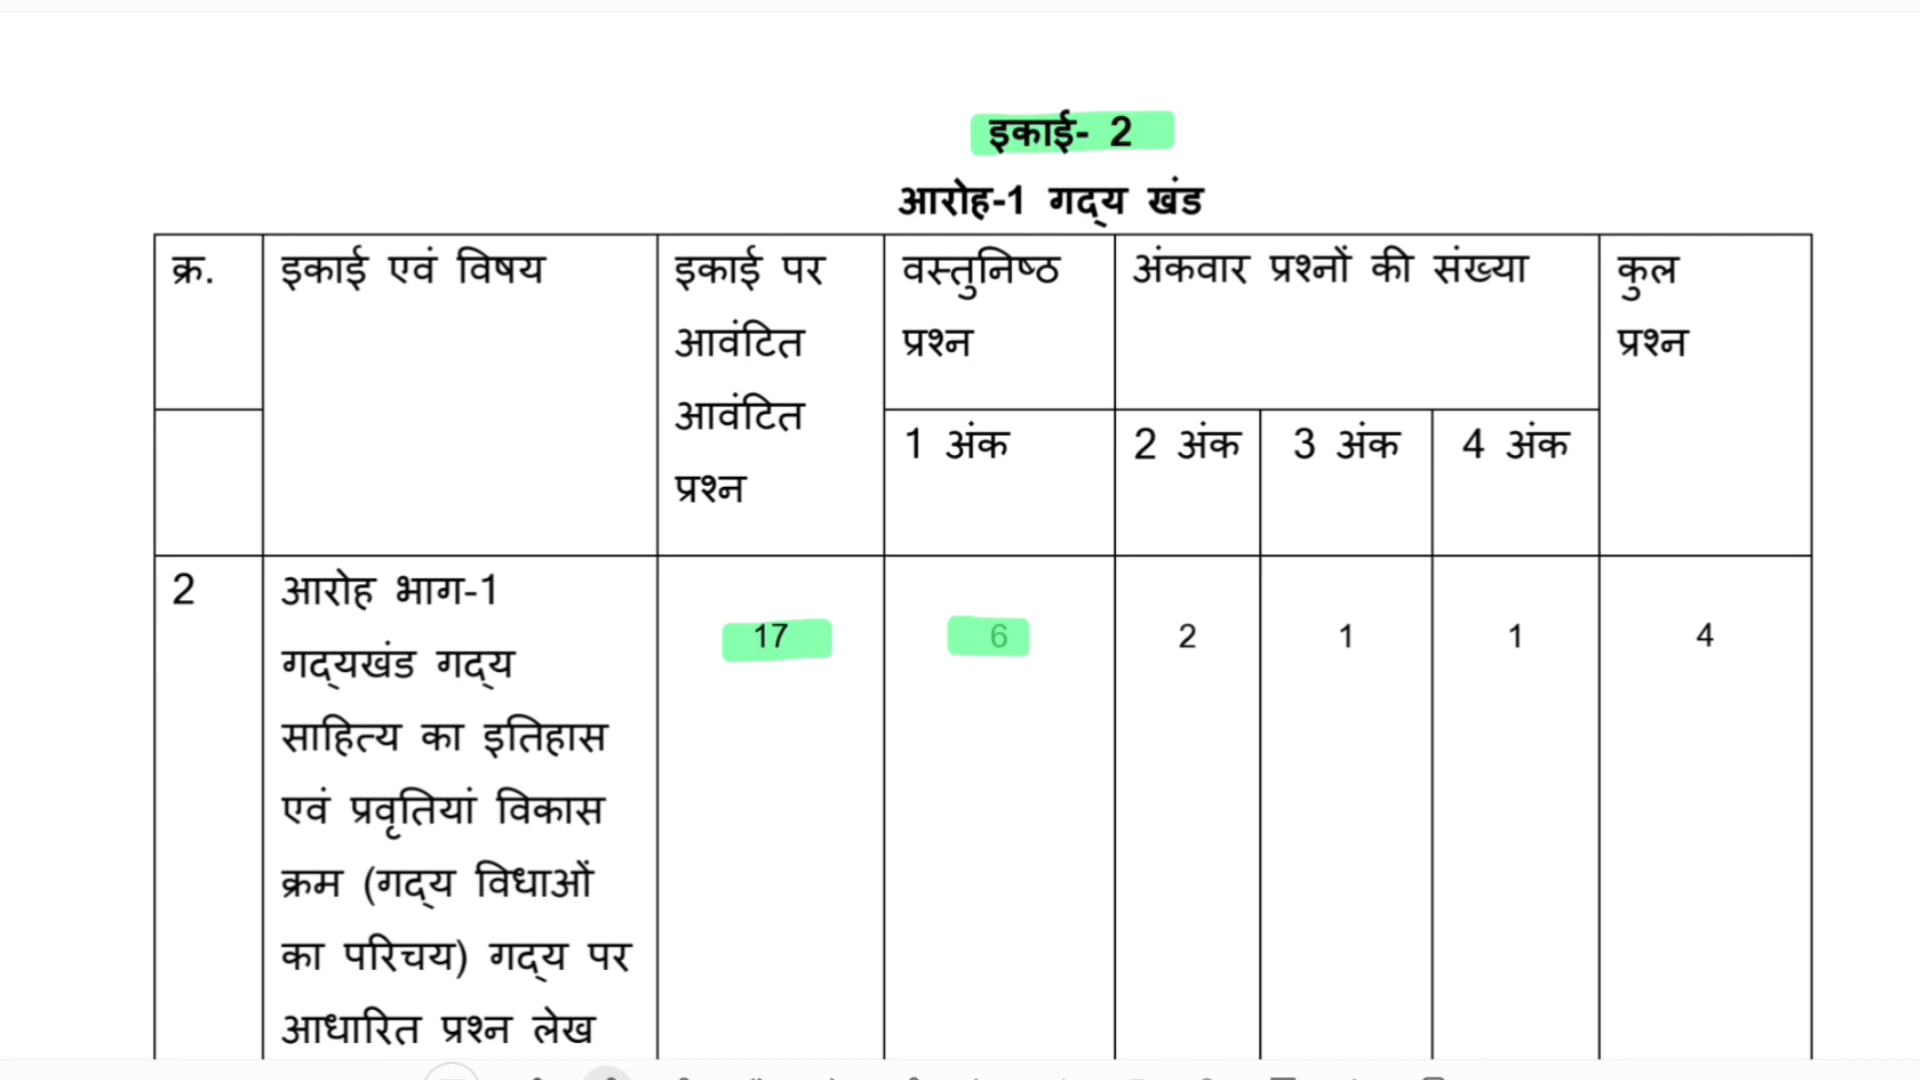 इकाई- 2
आरोह-1 गद्य खंड
क्र.
इकाई एवं विषय
इकाई पर
आवंटित
आवंटित
प्रश्न
वस्तुनिष्ठ
प्रश्न
अंकवार प्रश्नों की संख्या
कुल
प्रश्न
1 अंक
2 अंक
3 अंक
4 अंक
2
आरोह भाग-1
गद्यखंड गद्य
साहित्य का इतिहास
एवं प्रवृतियां विकास
क्रम (गद्य विधाओं
का परिचय) गद्य पर
आधारित प्रश्न लेख
17
6
2
1
1
4